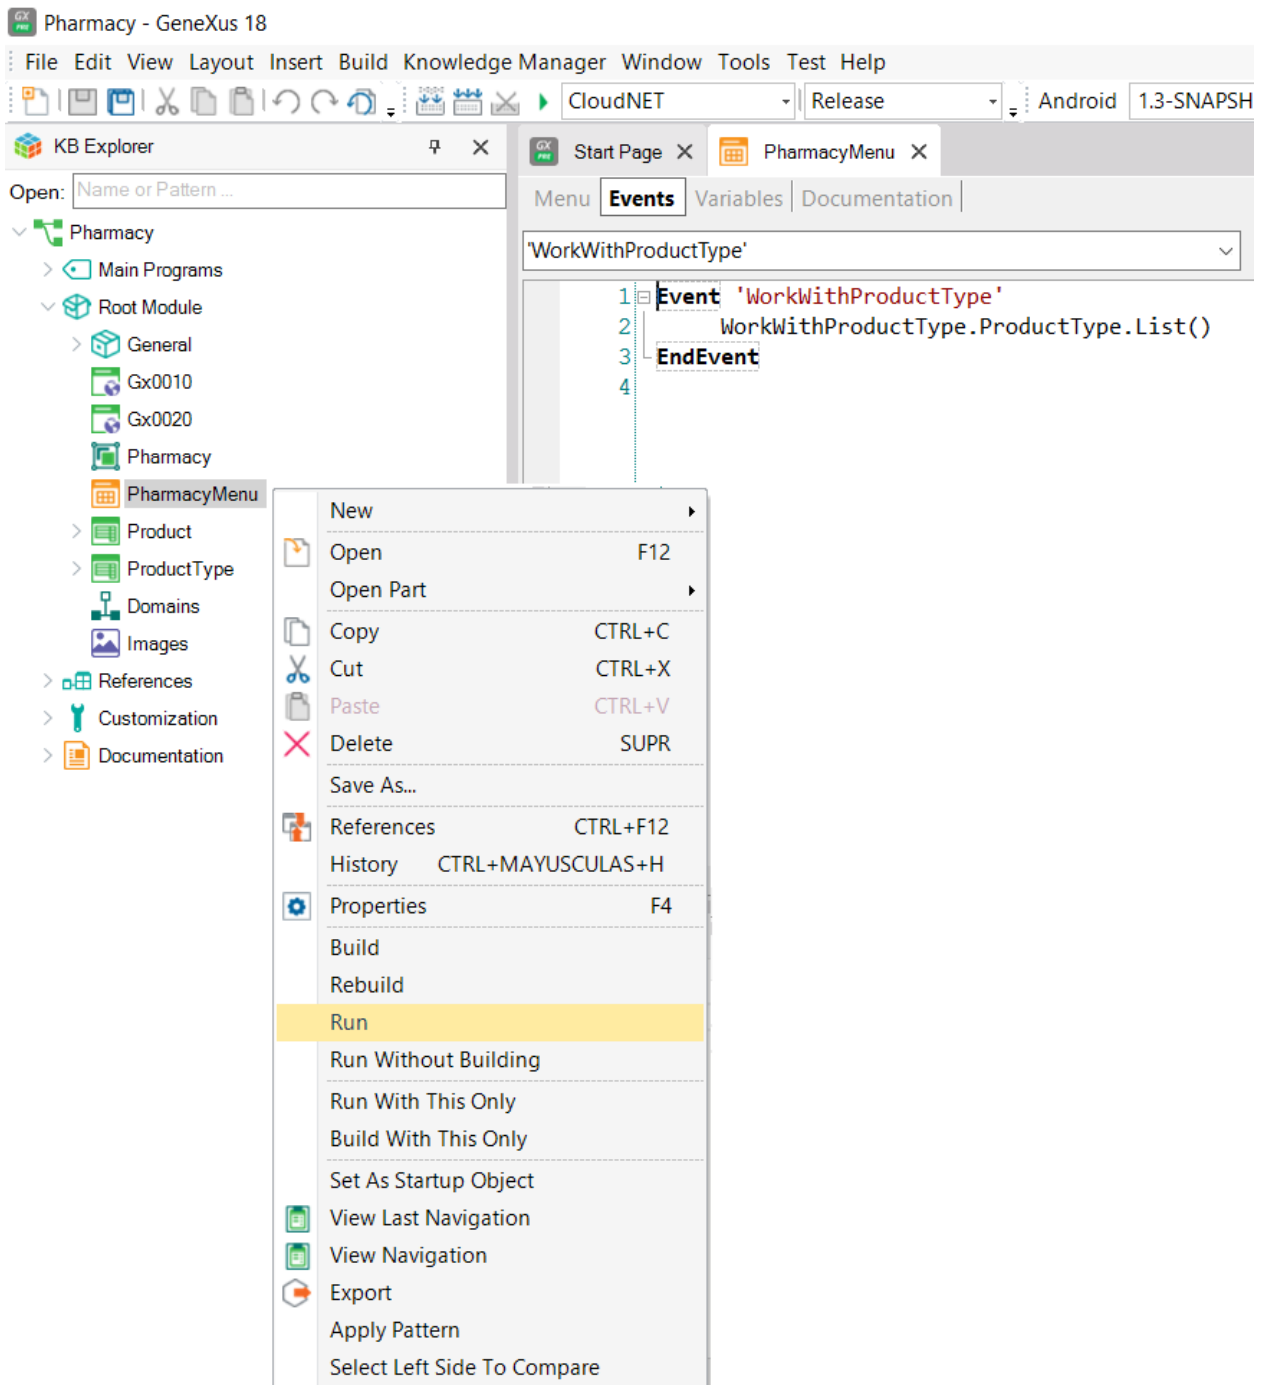 Pharmacy - GeneXus 18
File Edit View Layout Insert Build Knowledge Manager Window Tools Test Help
CloudNET Release Android 1.3-SNAPSH
KB Explorer
Open: Name or Pattern ...
Pharmacy
Main Programs
Root Module
General
Gx0010
Gx0020
Pharmacy
PharmacyMenu
Product
ProductType
Domains
Images
References
Customization
Documentation
Start Page PharmacyMenu
Menu Events Variables Documentation
'WorkWithProductType'
1 Event 'WorkWithProductType'
2 WorkWithProductType.ProductType.List()
3 EndEvent
4
New
Open F12
Open Part
Copy CTRL+C
Cut CTRL+X
Paste CTRL+V
Delete SUPR
Save As...
References CTRL+F12
History CTRL+MAYUSCULAS+H
Properties F4
Build
Rebuild
Run
Run Without Building
Run With This Only
Build With This Only
Set As Startup Object
View Last Navigation
View Navigation
Export
Apply Pattern
Select Left Side To Compare